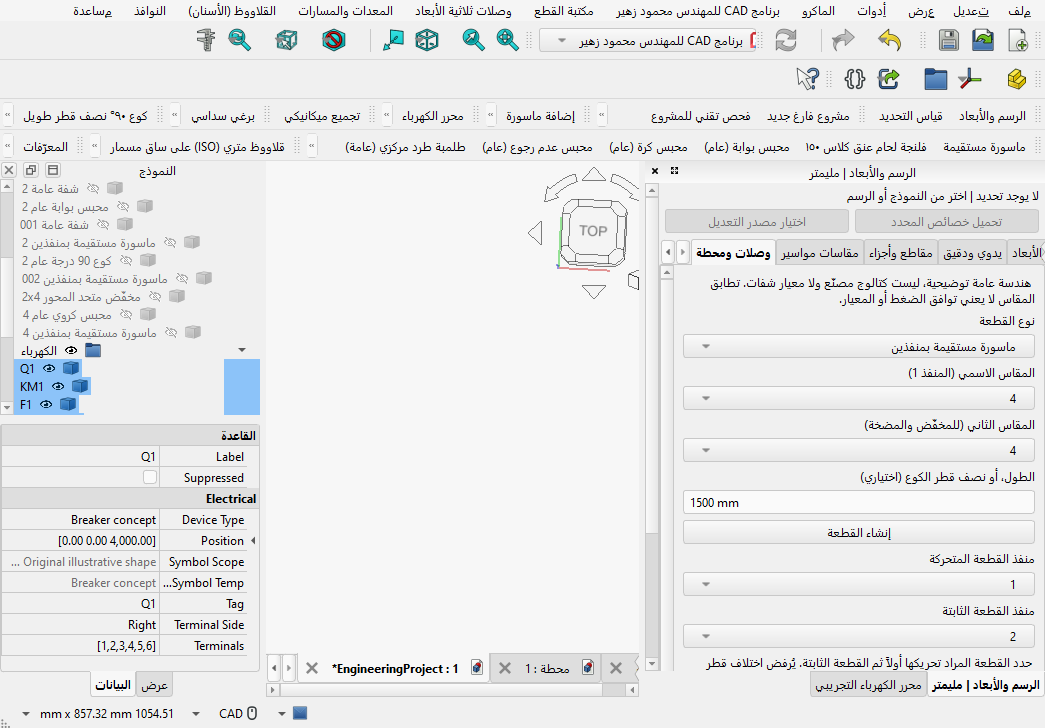 ملف تعديل عرض أدوات الماكرو برنامج CAD للمهندس محمود زهير مكتبة القطع وصلات ثلاثية الأبعاد المعدات والمسارات القلاووظ (الأسنان) النوافذ مساعدة
برنامج CAD للمهندس محمود زهير
الرسم والأبعاد قياس التحديد مشروع فارغ جديد فحص تقني للمشروع إضافة ماسورة محرر الكهرباء تجميع ميكانيكي برغي سداسي كوع ٩٠° نصف قطر طويل
ماسورة مستقيمة فلنجة لحام عنق كلاس ١٥٠ محبس بوابة (عام) محبس كرة (عام) محبس عدم رجوع (عام) طلمبة طرد مركزي (عامة) قلاووظ متري (ISO) على ساق مسمار المعرّفات
النموذج
شفة عامة 2
محبس بوابة عام 2
شفة عامة 001
ماسورة مستقيمة بمنفذين 2
كوع 90 درجة عام 2
ماسورة مستقيمة بمنفذين 002
مخفّض متحد المحور 2x4
محبس كروي عام 4
ماسورة مستقيمة بمنفذين 4
الكهرباء
Q1
KM1
F1
القاعدة
Label Q1
Suppressed
Electrical
Device Type Breaker concept
Position [0.00 0.00 4,000.00]
Symbol Scope Original illustrative shape ...
Symbol Temp... Breaker concept
Tag Q1
Terminal Side Right
Terminals [1,2,3,4,5,6]
عرض البيانات
TOP
*EngineeringProject : 1
محطة : 1
الرسم والأبعاد | مليمتر
لا يوجد تحديد | اختر من النموذج أو الرسم
تحميل خصائص المحدد اختيار مصدر التعديل
الأبعاد يدوي ودقيق مقاطع وأجزاء مقاسات مواسير وصلات ومحطة
هندسة عامة توضيحية، ليست كتالوج مصنّع ولا معيار شفات. تطابق
المقاس لا يعني توافق الضغط أو المعيار.
نوع القطعة
ماسورة مستقيمة بمنفذين
المقاس الاسمي (المنفذ 1)
4
المقاس الثاني (للمخفّض والمضخة)
4
الطول، أو نصف قطر الكوع (اختياري)
1500 mm
إنشاء القطعة
منفذ القطعة المتحركة
1
منفذ القطعة الثابتة
2
حدد القطعة المراد تحريكها أولاً ثم القطعة الثابتة. يُرفض اختلاف قطر
الرسم والأبعاد | مليمتر محرر الكهرباء التجريبي
CAD
1054.51 mm x 857.32 mm